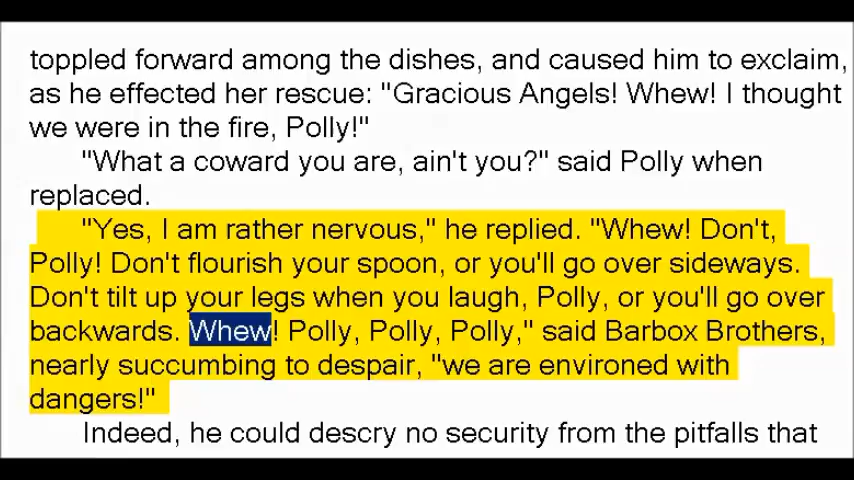 toppled forward among the dishes, and caused him to exclaim,
as he effected her rescue: "Gracious Angels! Whew! I thought
we were in the fire, Polly!"
"What a coward you are, ain't you?" said Polly when
replaced.
"Yes, I am rather nervous," he replied. "Whew! Don't,
Polly! Don't flourish your spoon, or you'll go over sideways.
Don't tilt up your legs when you laugh, Polly, or you'll go over
backwards. Whew! Polly, Polly, Polly," said Barbox Brothers,
nearly succumbing to despair, "we are environed with
dangers!"
Indeed, he could descry no security from the pitfalls that